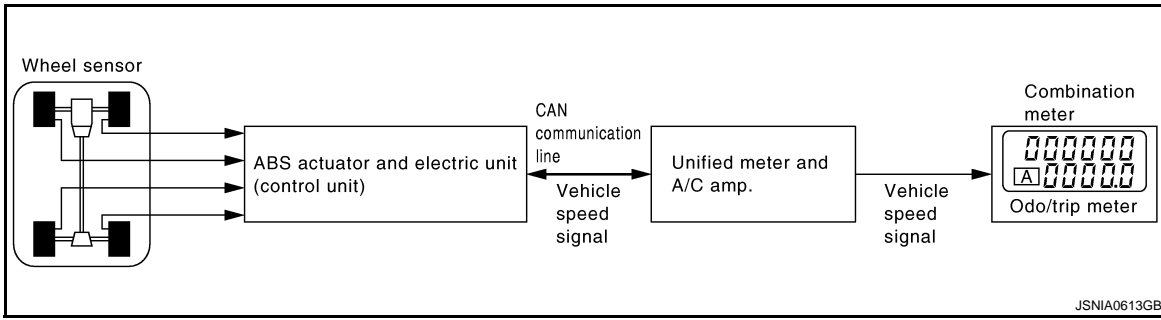 Wheel sensor
ABS actuator and electric unit
(control unit)
CAN
communication
line
Vehicle
speed
signal
Unified meter and
A/C amp.
Vehicle
speed
signal
Combination
meter
000000
A 0000.0
Odo/trip meter
JSNIA0613GB